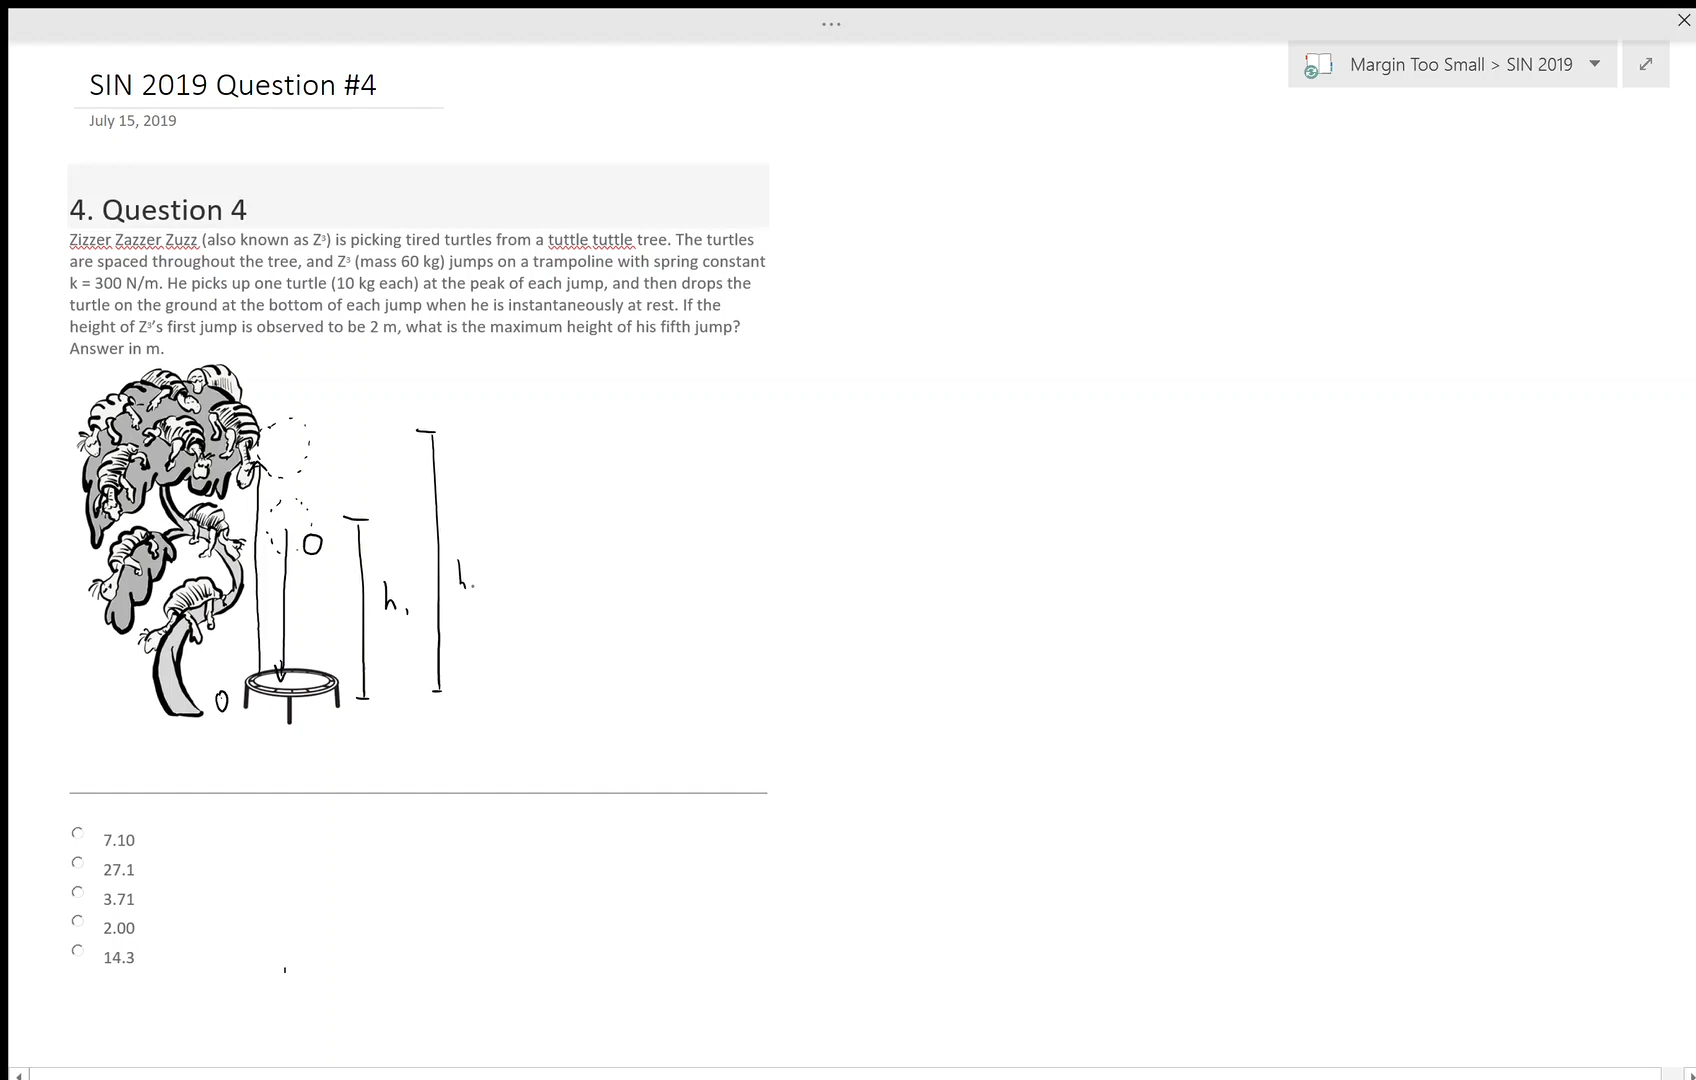 Margin Too Small > SIN 2019
SIN 2019 Question #4
July 15, 2019
4. Question 4
Zizzer Zazzer Zuzz (also known as Z³) is picking tired turtles from a tuttle tuttle tree. The turtles
are spaced throughout the tree, and Z³ (mass 60 kg) jumps on a trampoline with spring constant
k = 300 N/m. He picks up one turtle (10 kg each) at the peak of each jump, and then drops the
turtle on the ground at the bottom of each jump when he is instantaneously at rest. If the
height of Z³'s first jump is observed to be 2 m, what is the maximum height of his fifth jump?
Answer in m.
h₁
h
7.10
27.1
3.71
2.00
14.3